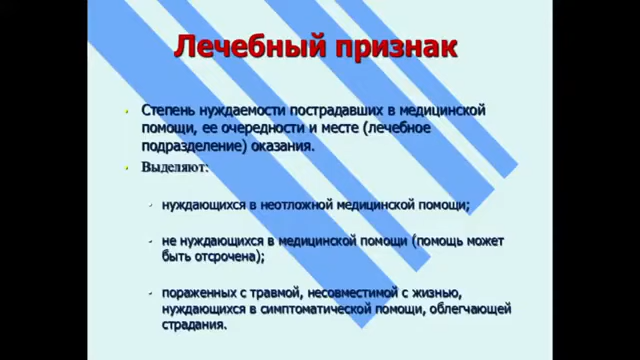 Лечебный признак
Степень нуждаемости пострадавших в медицинской
помощи, ее очередности и месте (лечебное
подразделение) оказания.
Выделяют:
- нуждающихся в неотложной медицинской помощи;
- не нуждающихся в медицинской помощи (помощь может
быть отсрочена);
- пораженных с травмой, несовместимой с жизнью,
нуждающихся в симптоматической помощи, облегчающей
страдания.